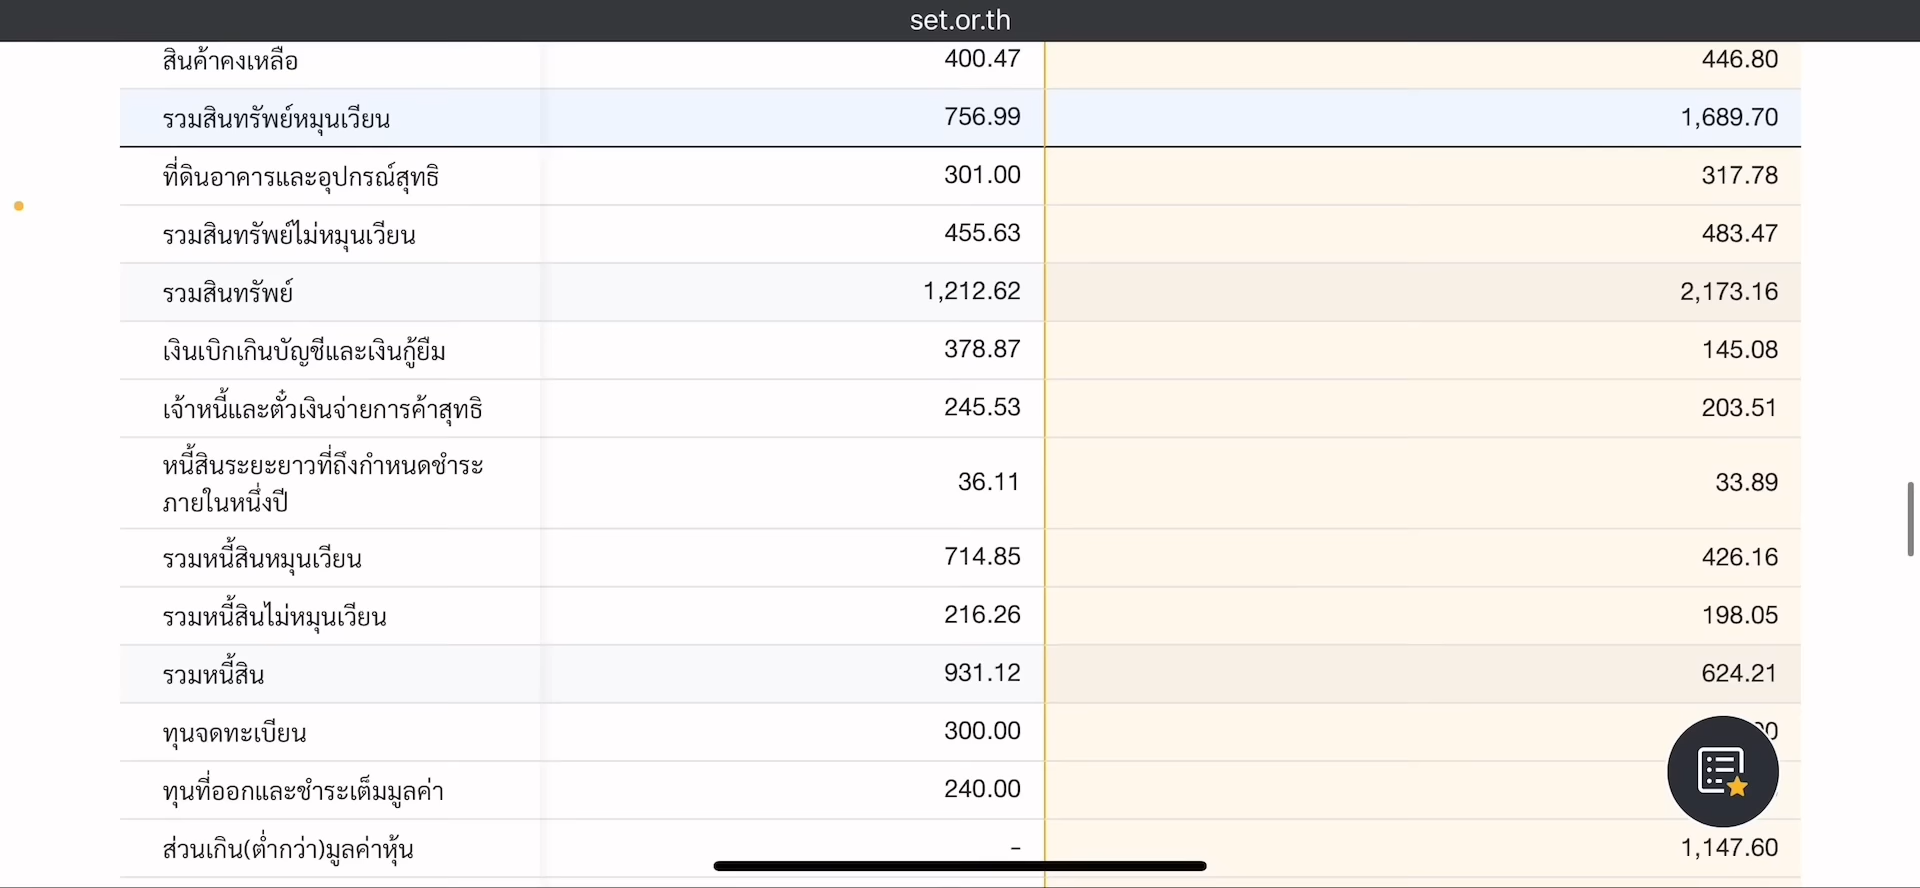 set.or.th
สินค้าคงเหลือ 400.47 446.80
รวมสินทรัพย์หมุนเวียน 756.99 1,689.70
ที่ดินอาคารและอุปกรณ์สุทธิ 301.00 317.78
รวมสินทรัพย์ไม่หมุนเวียน 455.63 483.47
รวมสินทรัพย์ 1,212.62 2,173.16
เงินเบิกเกินบัญชีและเงินกู้ยืม 378.87 145.08
เจ้าหนี้และตั๋วเงินจ่ายการค้าสุทธิ 245.53 203.51
หนี้สินระยะยาวที่ถึงกำหนดชำระ
ภายในหนึ่งปี 36.11 33.89
รวมหนี้สินหมุนเวียน 714.85 426.16
รวมหนี้สินไม่หมุนเวียน 216.26 198.05
รวมหนี้สิน 931.12 624.21
ทุนจดทะเบียน 300.00
ทุนที่ออกและชำระเต็มมูลค่า 240.00
ส่วนเกิน(ต่ำกว่า)มูลค่าหุ้น - 1,147.60